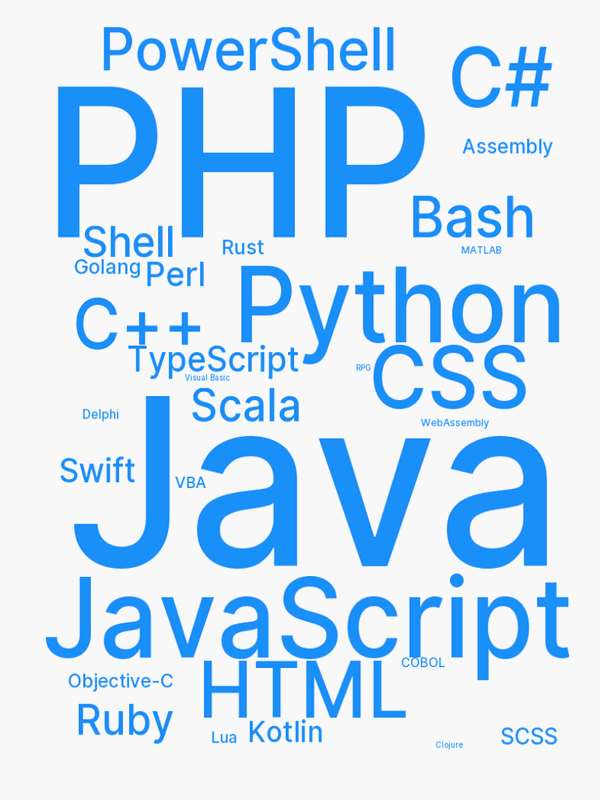 PowerShell
C#
PHP
Assembly
Bash
Shell
Rust
MATLAB
Golang
Perl
Python
C++
TypeScript
RPG
CSS
Visual Basic
Scala
Delphi
WebAssembly
Java
Swift
VBA
JavaScript
COBOL
Objective-C
HTML
Ruby
Lua
Kotlin
SCSS
Clojure